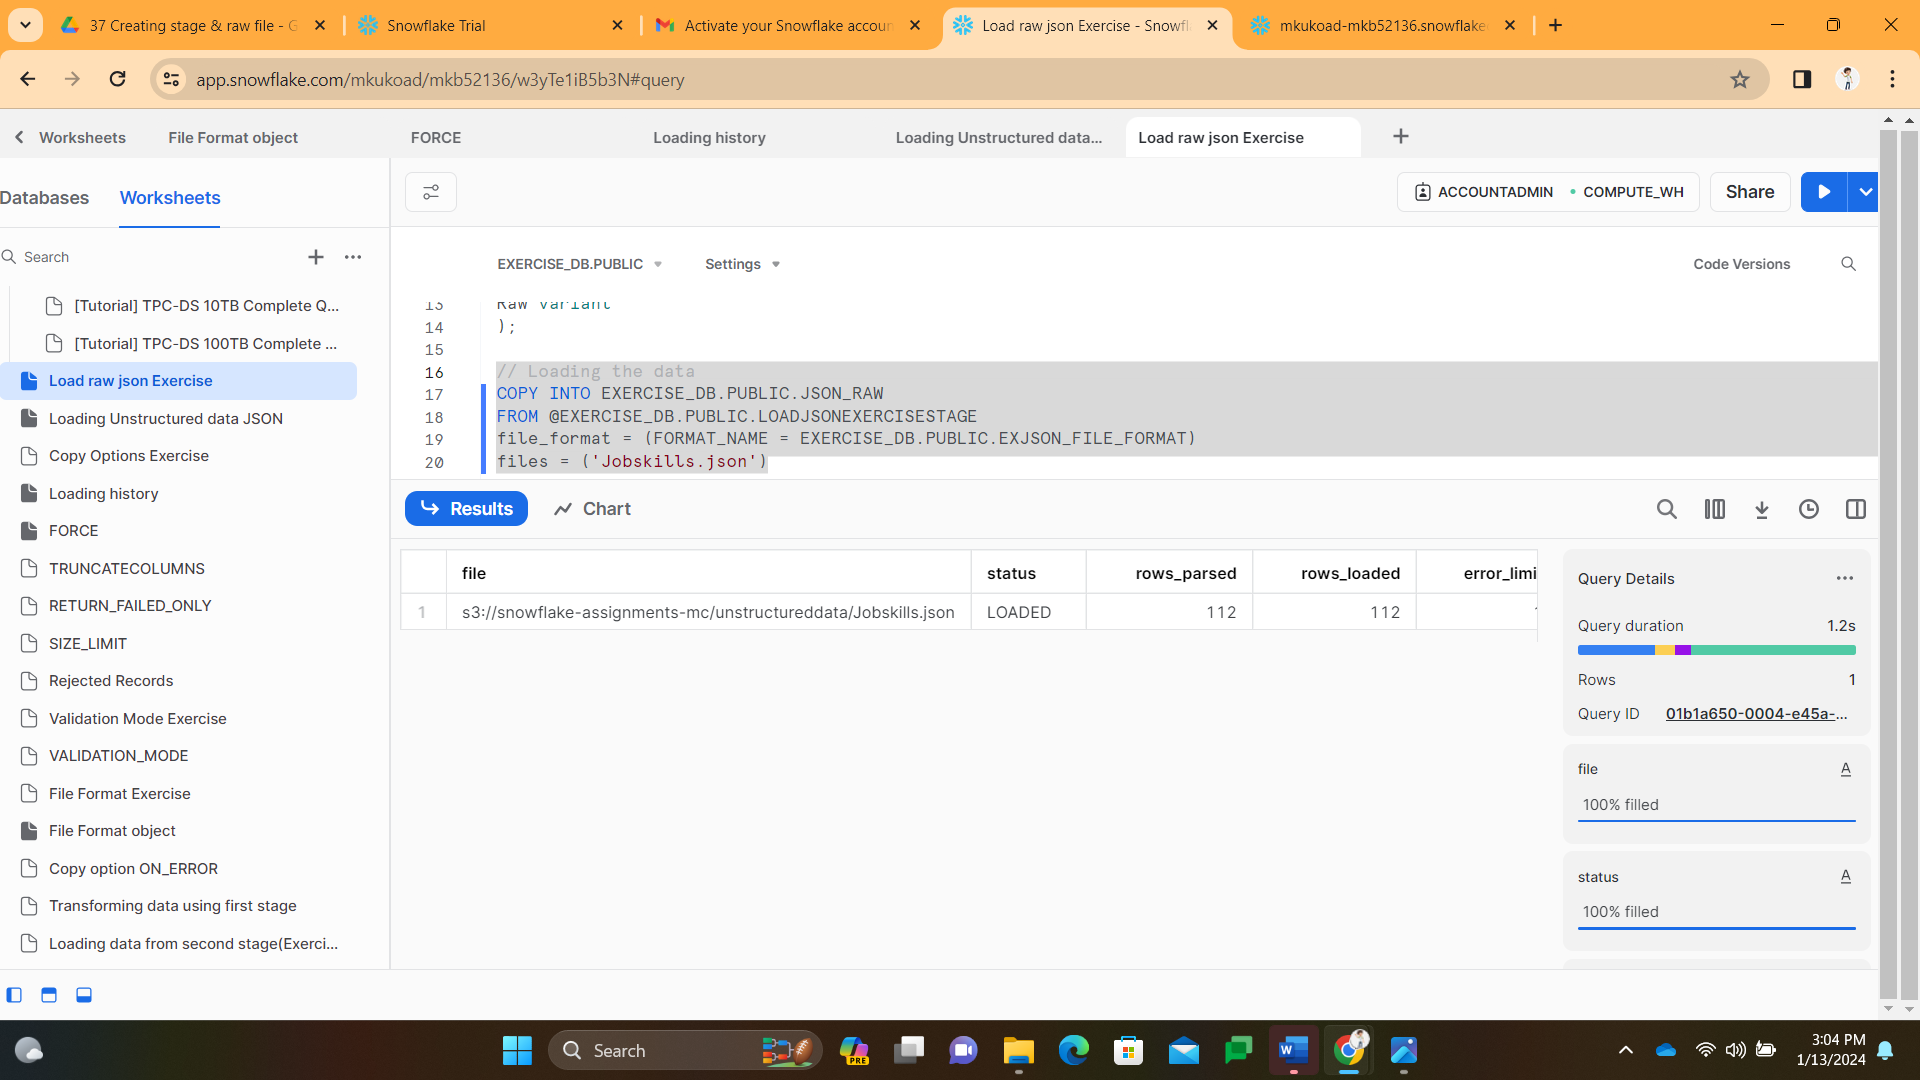 37 Creating stage & raw file - G
Snowflake Trial
Activate your Snowflake accoun
Load raw json Exercise - Snowfl
mkukoad-mkb52136.snowflake
app.snowflake.com/mkukoad/mkb52136/w3yTe1iB5b3N#query
Worksheets
File Format object
FORCE
Loading history
Loading Unstructured data...
Load raw json Exercise
Databases
Worksheets
ACCOUNTADMIN
COMPUTE_WH
Share
Search
EXERCISE_DB.PUBLIC
Settings
Code Versions
[Tutorial] TPC-DS 10TB Complete Q...
[Tutorial] TPC-DS 100TB Complete ...
Load raw json Exercise
Loading Unstructured data JSON
Copy Options Exercise
Loading history
FORCE
TRUNCATECOLUMNS
RETURN_FAILED_ONLY
SIZE_LIMIT
Rejected Records
Validation Mode Exercise
VALIDATION_MODE
File Format Exercise
File Format object
Copy option ON_ERROR
Transforming data using first stage
Loading data from second stage(Exerci...
13 Raw variant
14 );
15
16 // Loading the data
17 COPY INTO EXERCISE_DB.PUBLIC.JSON_RAW
18 FROM @EXERCISE_DB.PUBLIC.LOADJSONEXERCISESTAGE
19 file_format = (FORMAT_NAME = EXERCISE_DB.PUBLIC.EXJSON_FILE_FORMAT)
20 files = ('Jobskills.json')
Results
Chart
file status rows_parsed rows_loaded error_limi
1 s3://snowflake-assignments-mc/unstructureddata/Jobskills.json LOADED 112 112
Query Details
Query duration 1.2s
Rows 1
Query ID 01b1a650-0004-e45a-...
file A
100% filled
status A
100% filled
Search
PRE
3:04 PM
1/13/2024